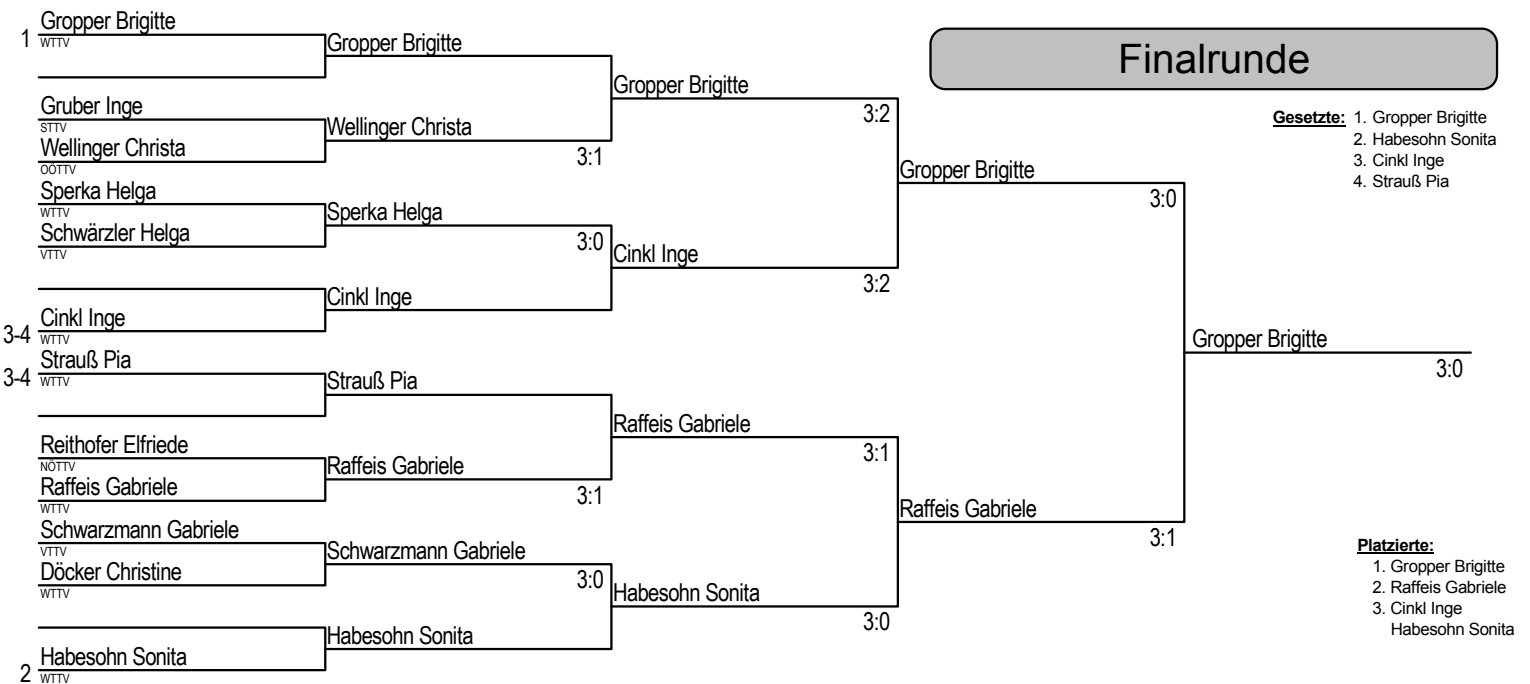 Finalrunde
Gesetzte: 1. Gropper Brigitte
2. Habesohn Sonita
3. Cinkl Inge
4. Strauß Pia
1 Gropper Brigitte
WTTV
Gruber Inge
STTV
Wellinger Christa
OÖTTV
Sperka Helga
WTTV
Schwärzler Helga
VTTV
3-4 Cinkl Inge
WTTV
3-4 Strauß Pia
WTTV
Reithofer Elfriede
NÖTTV
Raffeis Gabriele
WTTV
Schwarzmann Gabriele
VTTV
Döcker Christine
WTTV
2 Habesohn Sonita
WTTV
Gropper Brigitte
Wellinger Christa
3:1
Sperka Helga
3:0
Cinkl Inge
Strauß Pia
Raffeis Gabriele
3:1
Schwarzmann Gabriele
3:0
Habesohn Sonita
Gropper Brigitte
3:2
Cinkl Inge
3:2
Raffeis Gabriele
3:1
Habesohn Sonita
3:0
Gropper Brigitte
3:0
Raffeis Gabriele
3:1
Gropper Brigitte
3:0
Platzierte:
1. Gropper Brigitte
2. Raffeis Gabriele
3. Cinkl Inge
Habesohn Sonita